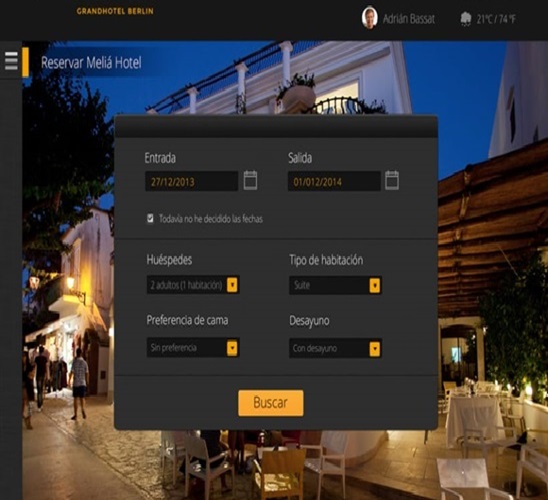 GRANDHOTEL BERLIN
Adrián Bassat
21°C / 74 °F
Reservar Meliá Hotel
Entrada
Salida
27/12/2013
01/012/2014
Todavía no he decidido las fechas
Huéspedes
Tipo de habitación
2 adultos (1 habitación)
Suite
Preferencia de cama
Desayuno
Sin preferencia
Con desayuno
Buscar